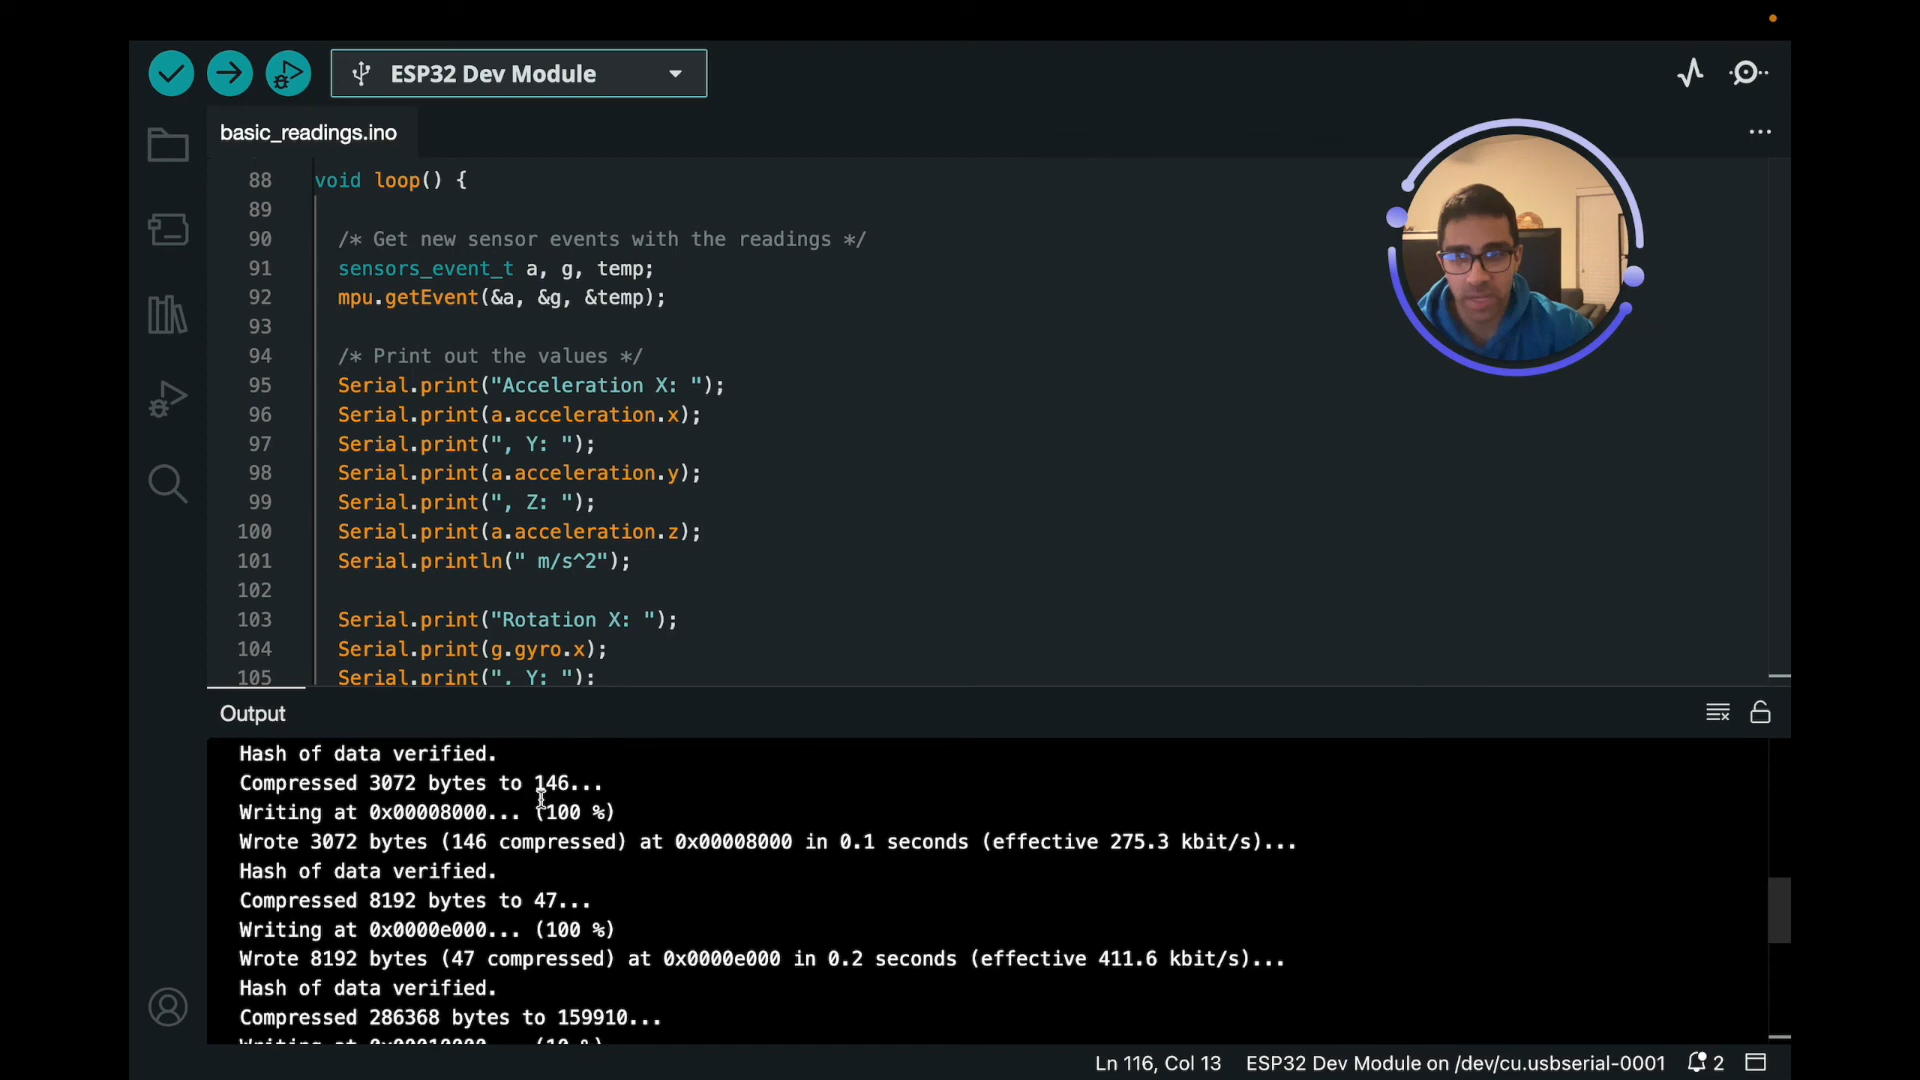 ESP32 Dev Module
basic_readings.ino
88 void loop() {
89
90 /* Get new sensor events with the readings */
91 sensors_event_t a, g, temp;
92 mpu.getEvent(&a, &g, &temp);
93
94 /* Print out the values */
95 Serial.print("Acceleration X: ");
96 Serial.print(a.acceleration.x);
97 Serial.print(", Y: ");
98 Serial.print(a.acceleration.y);
99 Serial.print(", Z: ");
100 Serial.print(a.acceleration.z);
101 Serial.println(" m/s^2");
102
103 Serial.print("Rotation X: ");
104 Serial.print(g.gyro.x);
105 Serial.print(", Y: ");
Output
Hash of data verified.
Compressed 3072 bytes to 146...
Writing at 0x00008000... (100 %)
Wrote 3072 bytes (146 compressed) at 0x00008000 in 0.1 seconds (effective 275.3 kbit/s)...
Hash of data verified.
Compressed 8192 bytes to 47...
Writing at 0x0000e000... (100 %)
Wrote 8192 bytes (47 compressed) at 0x0000e000 in 0.2 seconds (effective 411.6 kbit/s)...
Hash of data verified.
Compressed 286368 bytes to 159910...
Writing at 0x00010000... (10 %)
Ln 116, Col 13 ESP32 Dev Module on /dev/cu.usbserial-0001 2